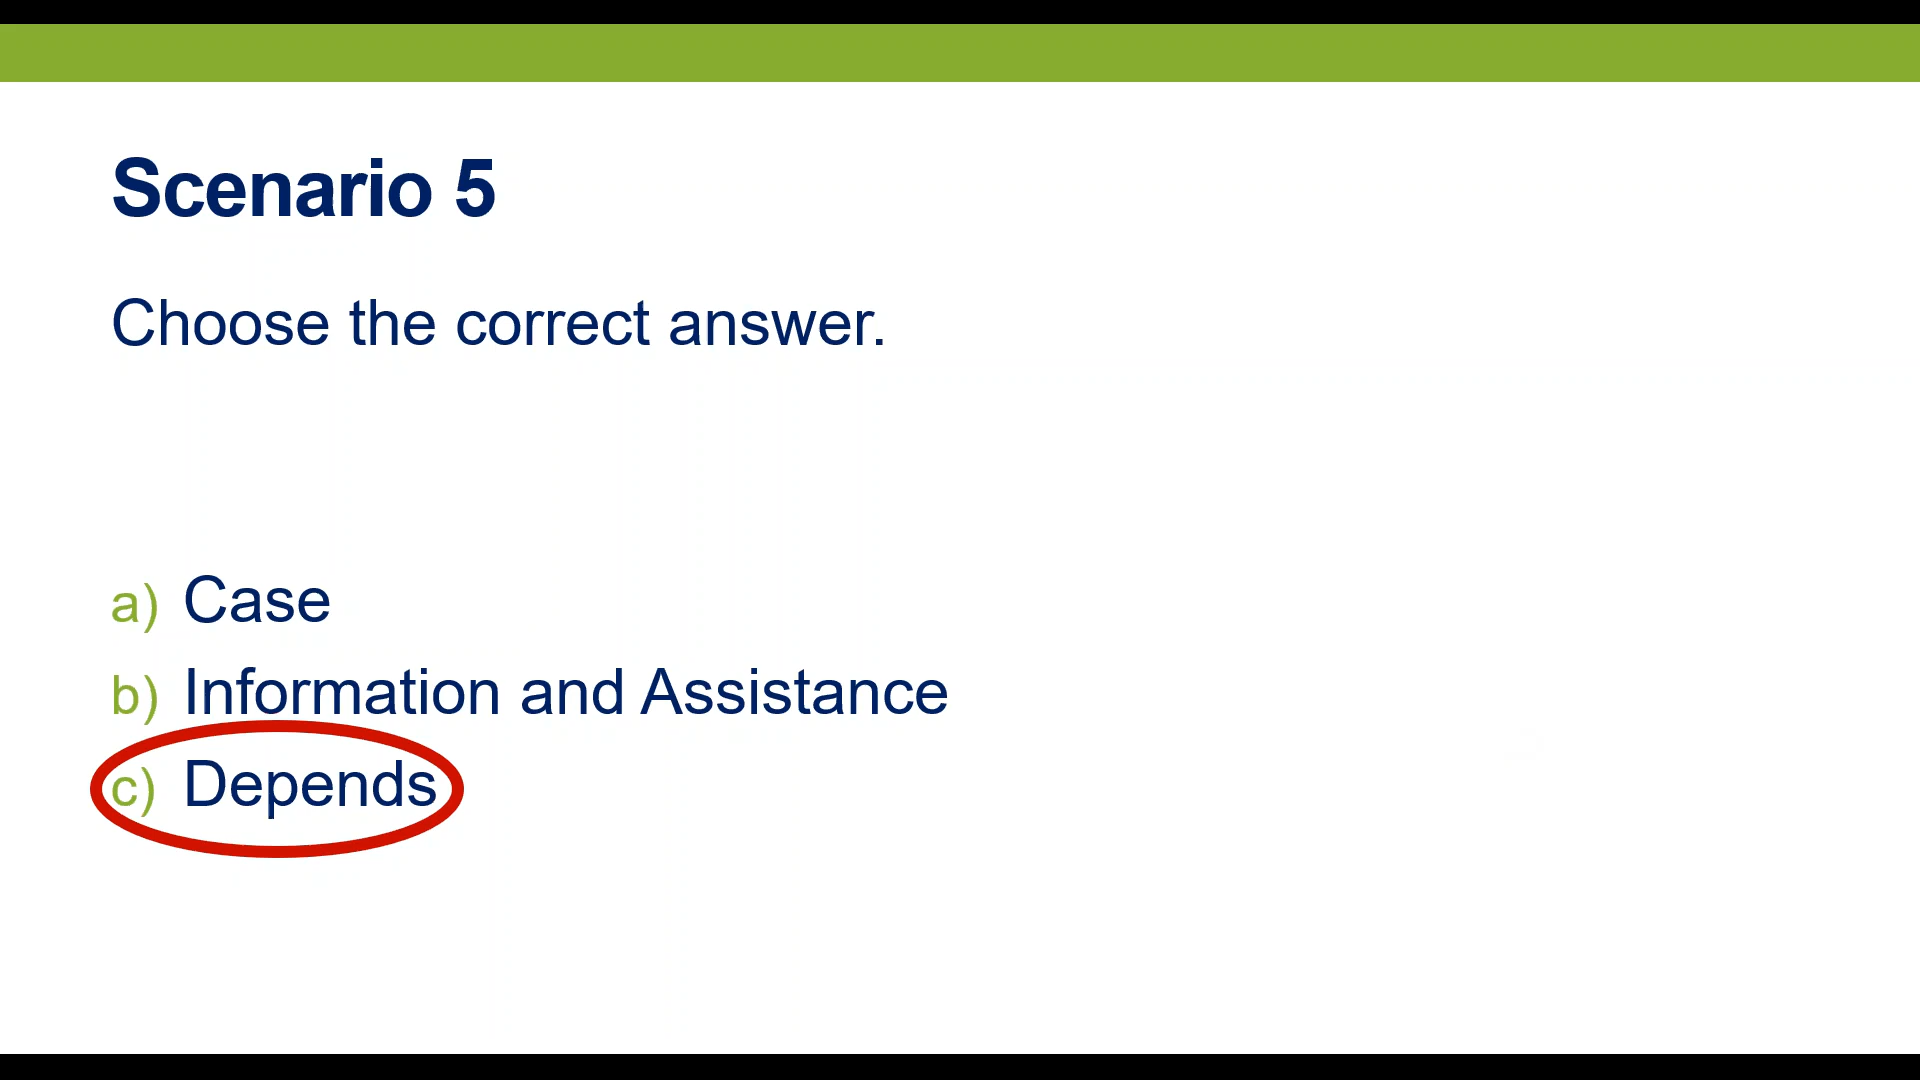 Scenario 5
Choose the correct answer.
a) Case
b) Information and Assistance
c) Depends